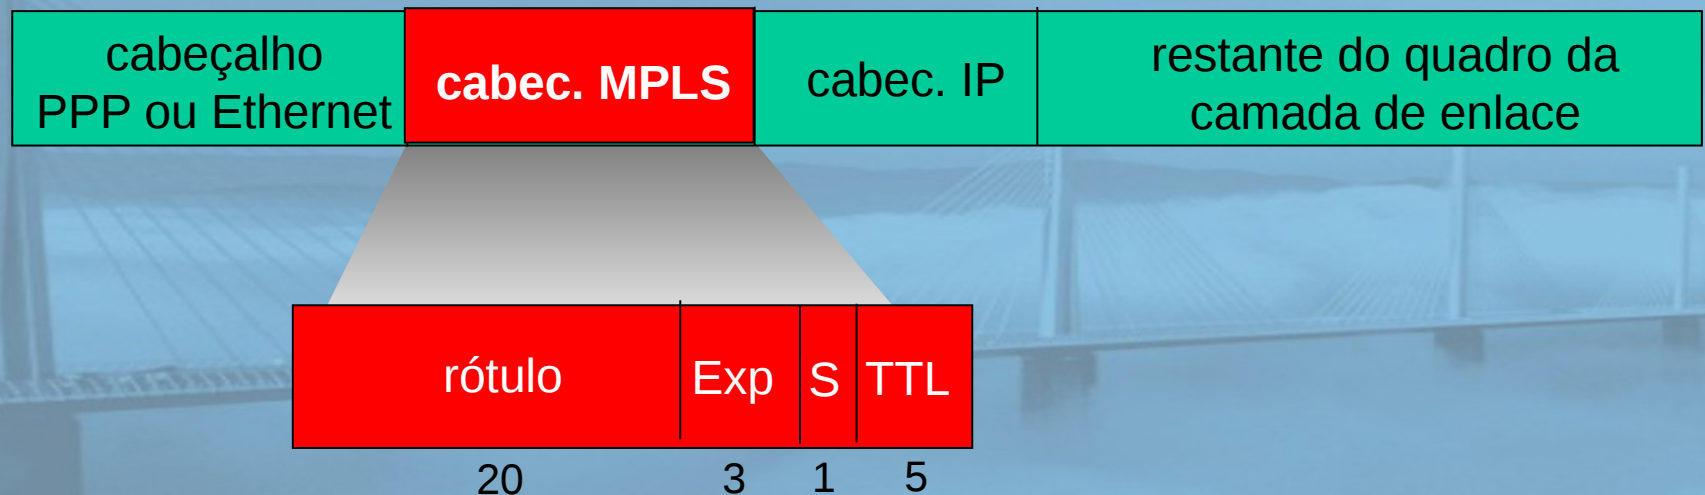 cabeçalho
PPP ou Ethernet
cabec. MPLS
cabec. IP
restante do quadro da
camada de enlace
rótulo
Exp
S
TTL
20
3
1
5